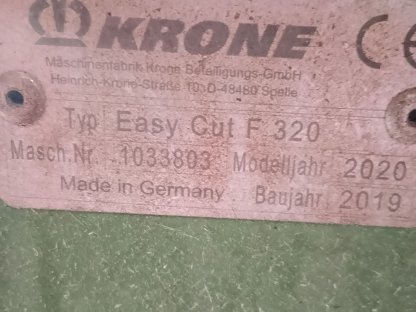 KRONE CE
Maschinenfabrik Krone Beteiligungs-GmbH
Heinrich-Krone-Straße 10, D-48480 Spelle
Typ Easy Cut F 320
Masch.Nr. 1033803 Modelljahr 2020
Made in Germany Baujahr 2019